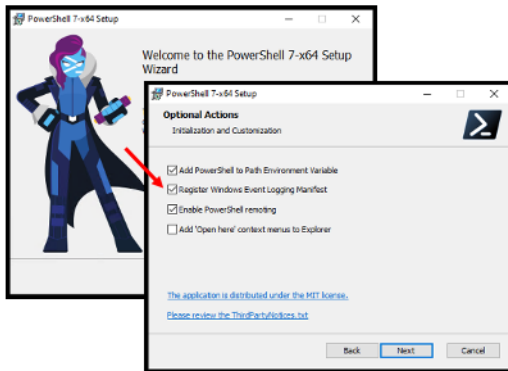 PowerShell 7-x64 Setup
Welcome to the PowerShell 7-x64 Setup
Wizard
PowerShell 7-x64 Setup
Optional Actions
Initialization and Customization
Add PowerShell to Path Environment Variable
Register Windows Event Logging Manifest
Enable PowerShell remoting
Add 'Open here' context menus to Explorer
The application is distributed under the MIT license.
Please review the ThirdPartyNotices.txt
Back
Next
Cancel